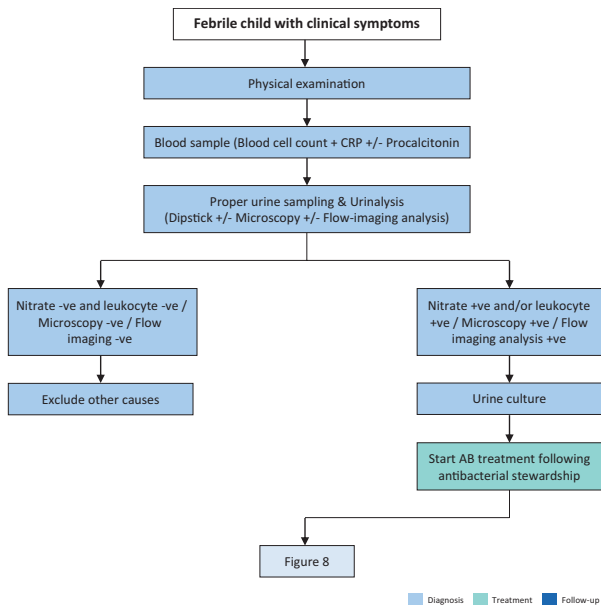 Febrile child with clinical symptoms
Physical examination
Blood sample (Blood cell count + CRP +/- Procalcitonin
Proper urine sampling & Urinalysis
(Dipstick +/- Microscopy +/- Flow-imaging analysis)
Nitrate -ve and leukocyte -ve /
Microscopy -ve / Flow
imaging -ve
Exclude other causes
Nitrate +ve and/or leukocyte
+ve / Microscopy +ve / Flow
imaging analysis +ve
Urine culture
Start AB treatment following
antibacterial stewardship
Figure 8
Diagnosis
Treatment
Follow-up